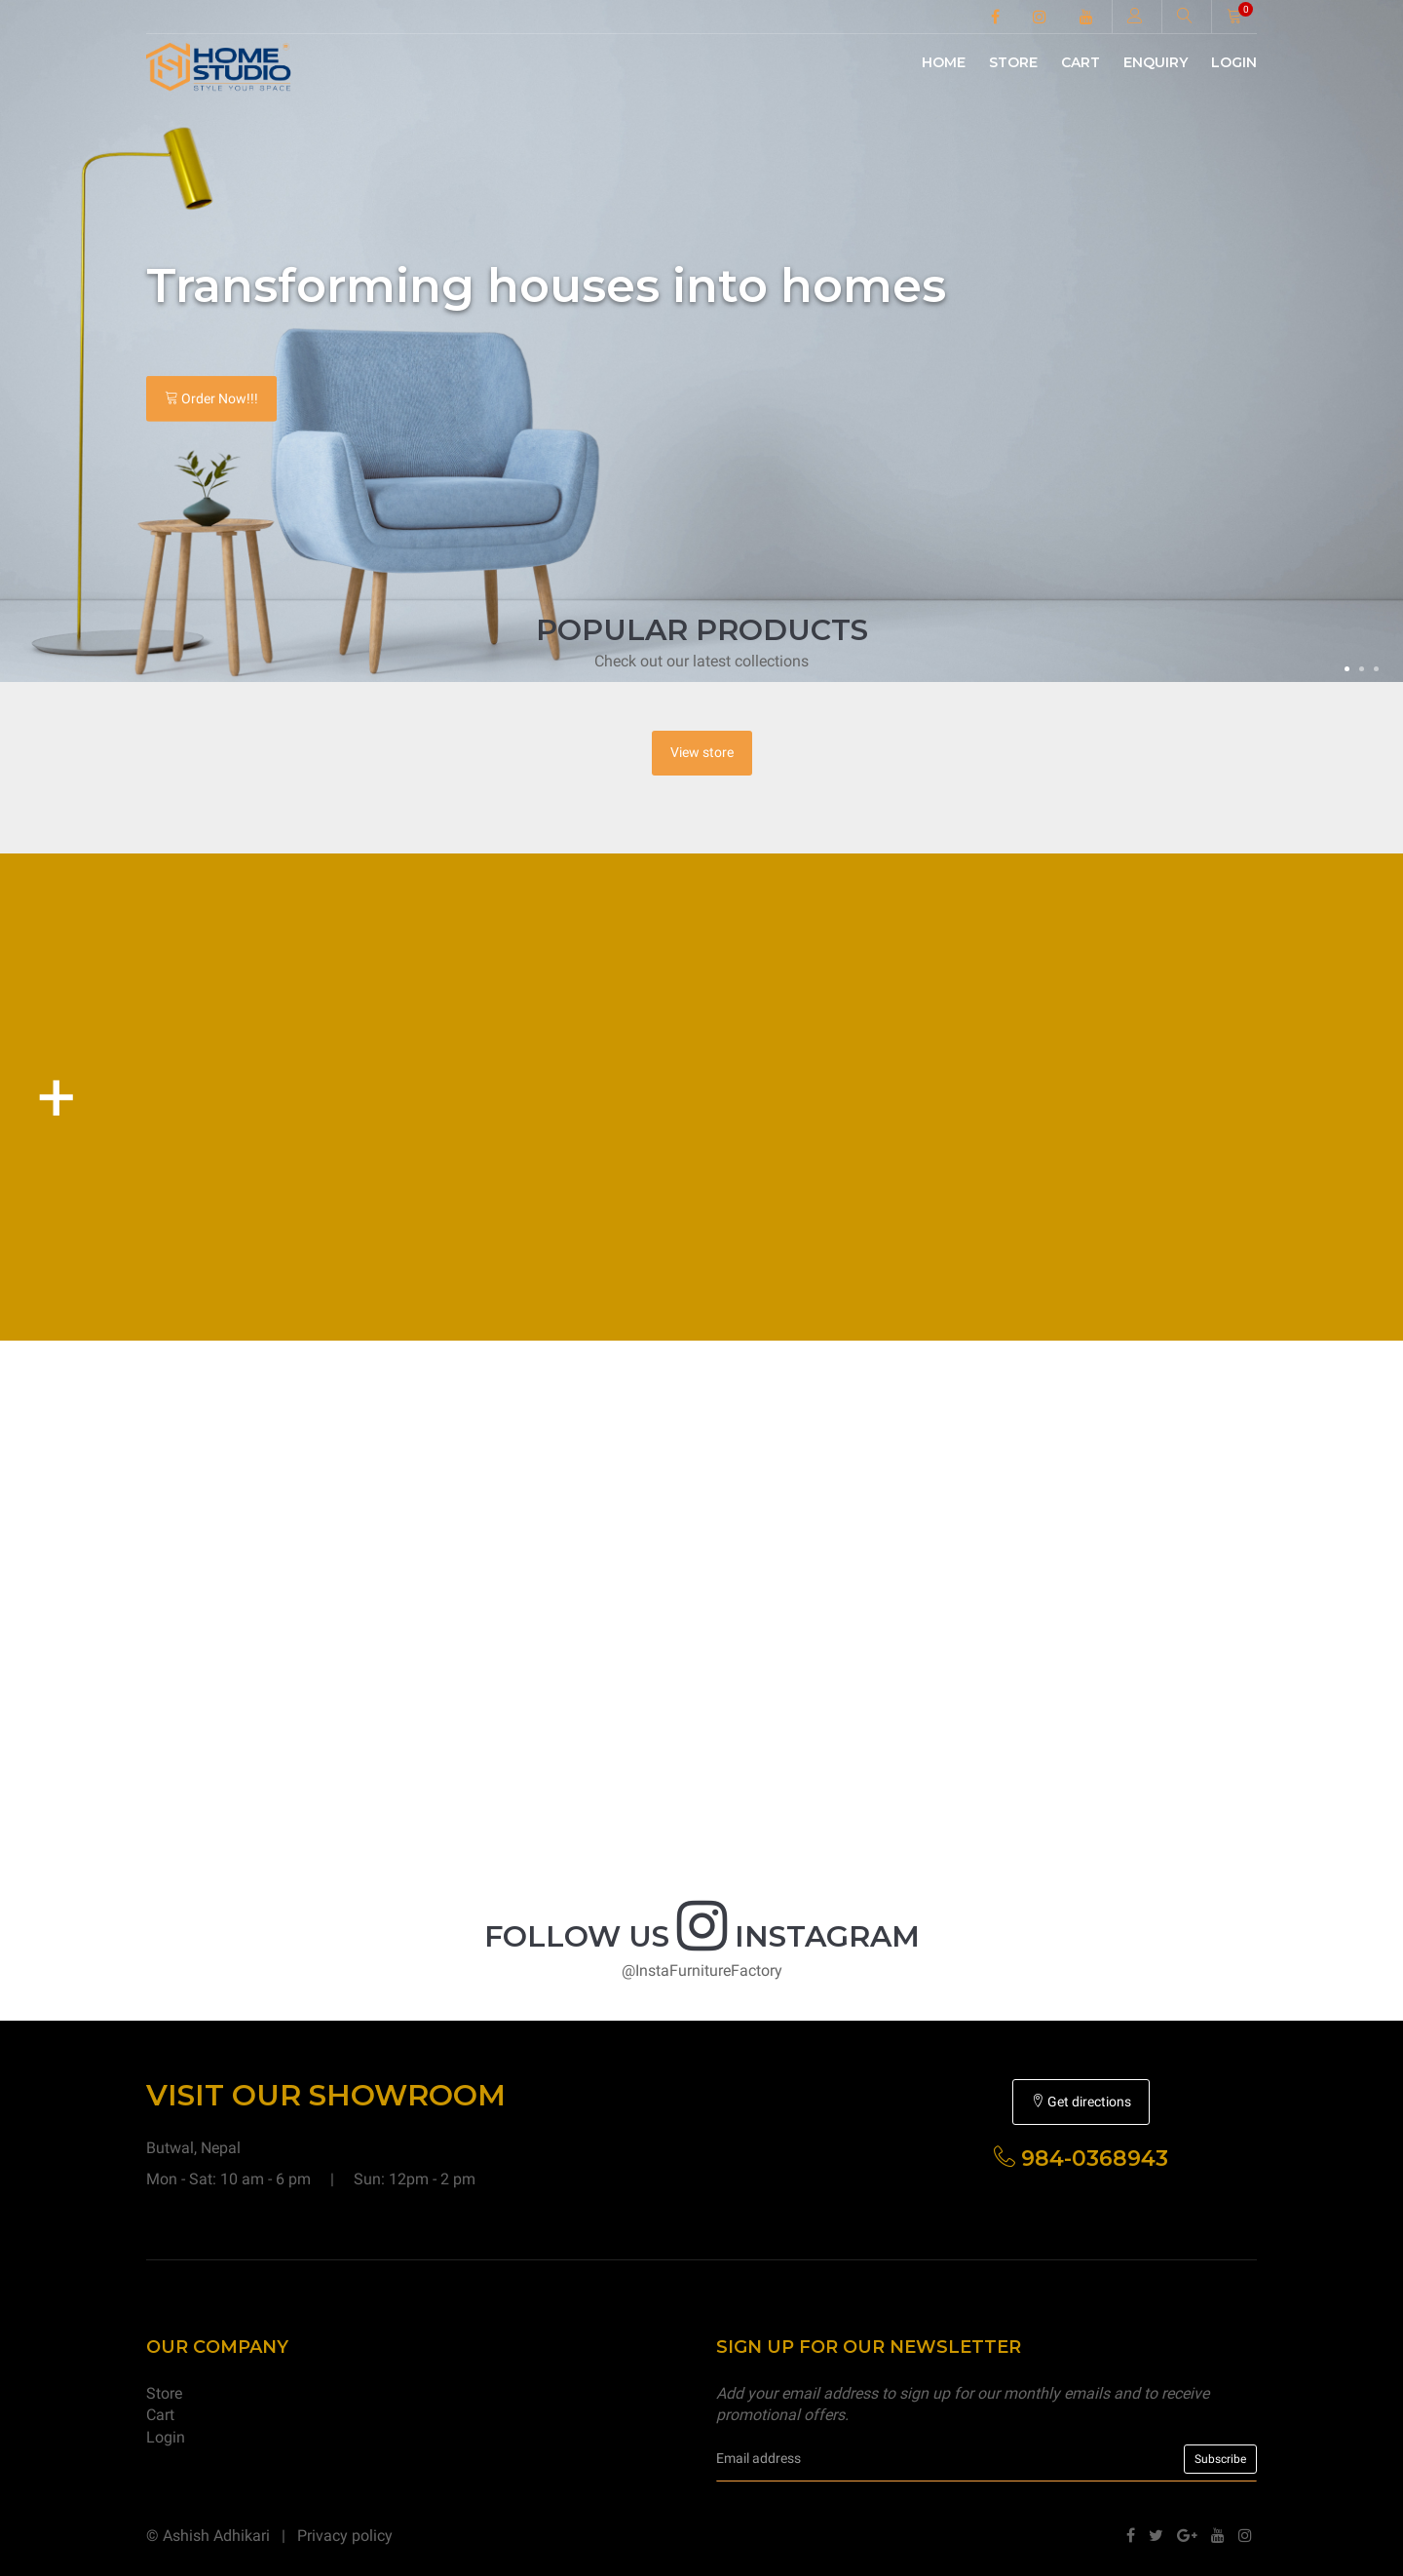 0
HOME STUDIO
STYLE YOUR SPACE
HOME STORE CART ENQUIRY LOGIN
Transforming houses into homes
Order Now!!!
POPULAR PRODUCTS
Check out our latest collections
View store
FOLLOW US INSTAGRAM
@InstaFurnitureFactory
VISIT OUR SHOWROOM
Butwal, Nepal
Mon - Sat: 10 am - 6 pm | Sun: 12pm - 2 pm
Get directions
984-0368943
OUR COMPANY
Store
Cart
Login
SIGN UP FOR OUR NEWSLETTER
Add your email address to sign up for our monthly emails and to receive
promotional offers.
Email address Subscribe
© Ashish Adhikari | Privacy policy